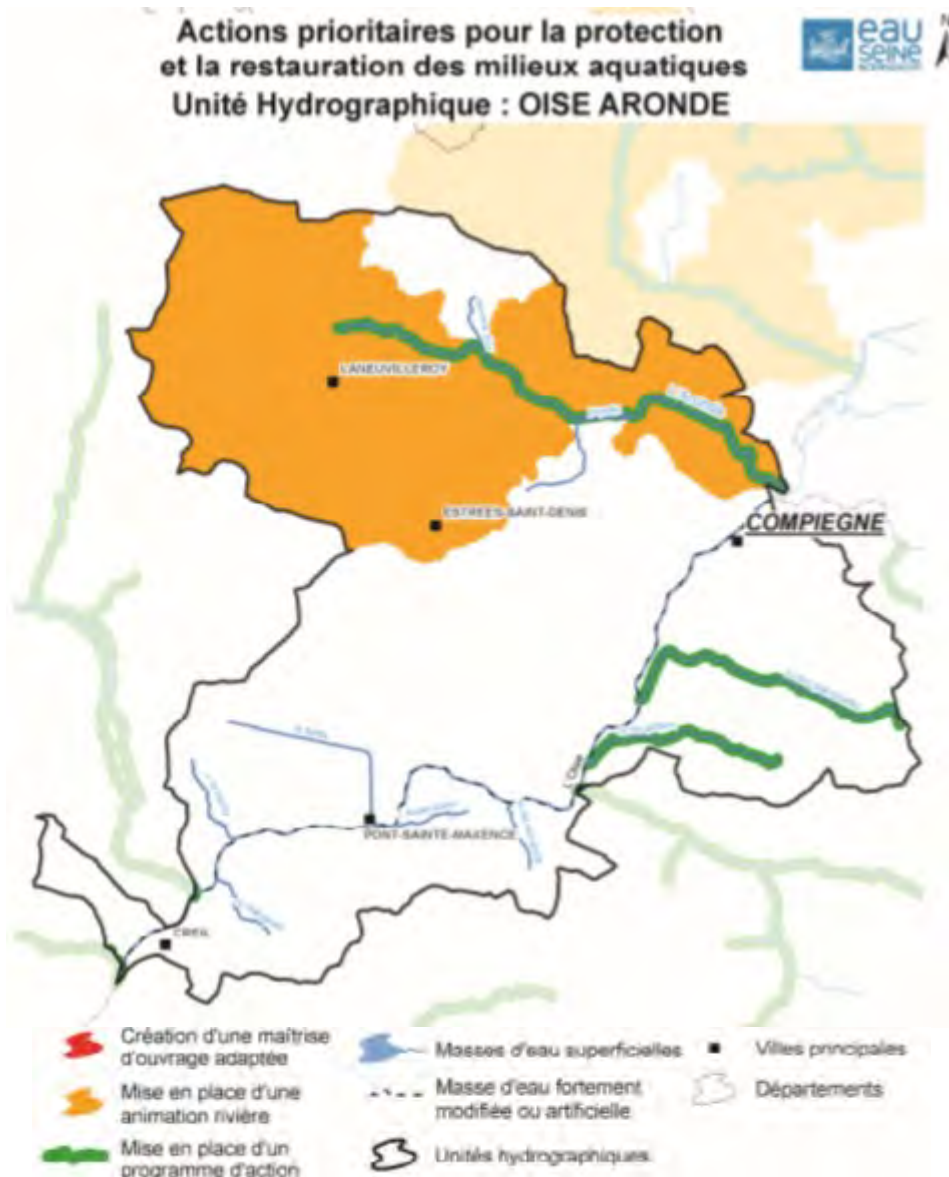 Actions prioritaires pour la protection
et la restauration des milieux aquatiques
Unité Hydrographique : OISE ARONDE
eau
SEINE
LANEUVILLEROY
ESTREES-SAINT-DENIS
COMPIEGNE
L'Oise
PONT-SAINTE-MAXENCE
CREIL
Création d'une maîtrise
d'ouvrage adaptée
Mise en place d'une
animation rivière
Mise en place d'un
programme d'action
Masses d'eau superficielles
Masse d'eau fortement
modifiée ou artificielle
Unités hydrographiques
Villes principales
Départements